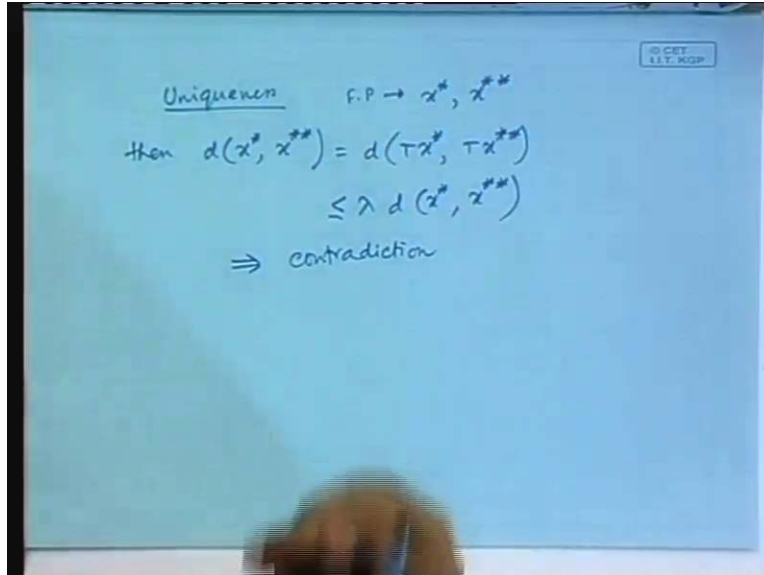 © CET
I.I.T. KGP
Uniqueness F.P → x*, x**
then d(x*, x**) = d(Tx*, Tx**)
≤ λ d(x*, x**)
⇒ contradiction